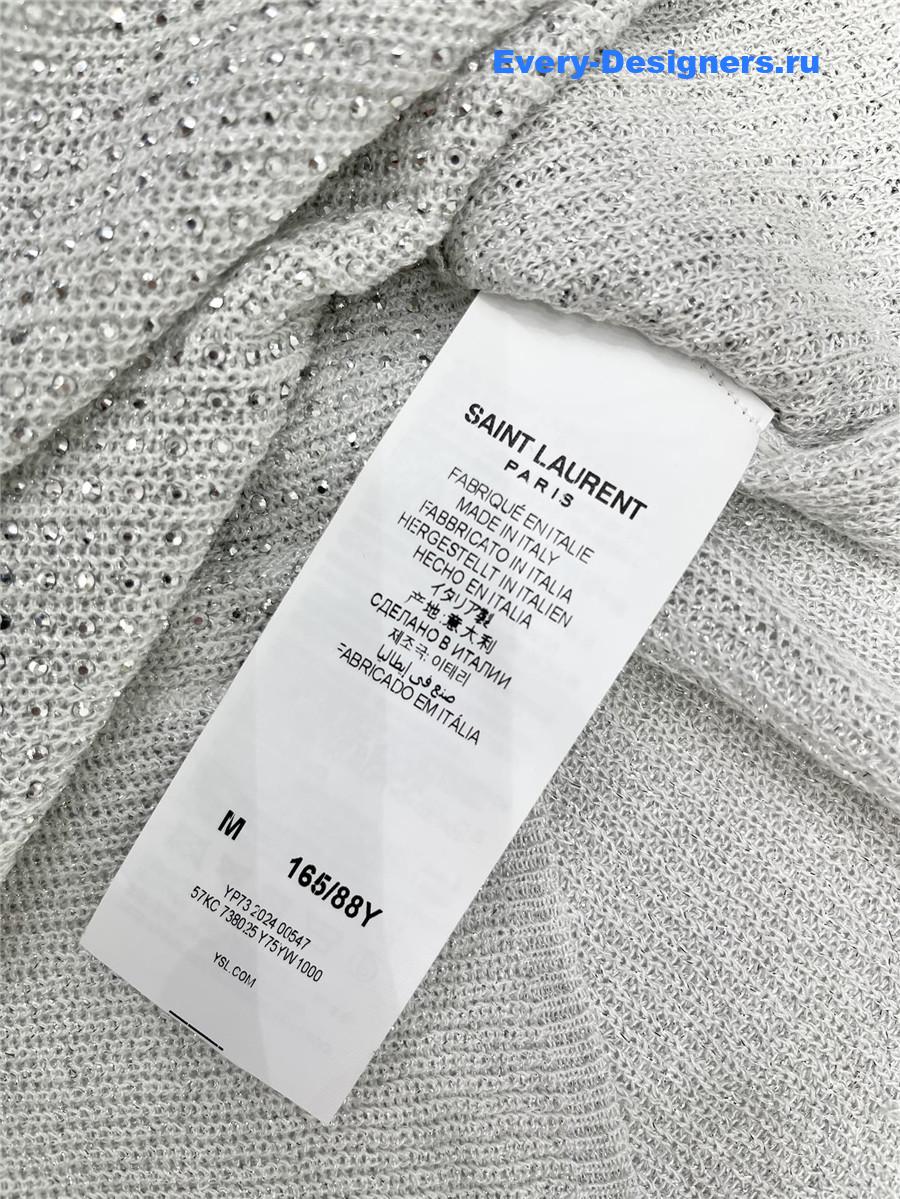 Every-Designers.ru
SAINT LAURENT
PARIS
FABRIQUÉ EN ITALIE
MADE IN ITALY
FABBRICATO IN ITALIA
HERGESTELLT IN ITALIEN
HECHO EN ITALIA
イタリア製
产地:意大利
СДЕЛАНО В ИТАЛИИ
제조국: 이태리
صنع في إيطاليا
FABRICADO EM ITÁLIA
M
165/88Y
YP73 2024 00547
57KC 738025 Y75YW 1000
YSL.COM